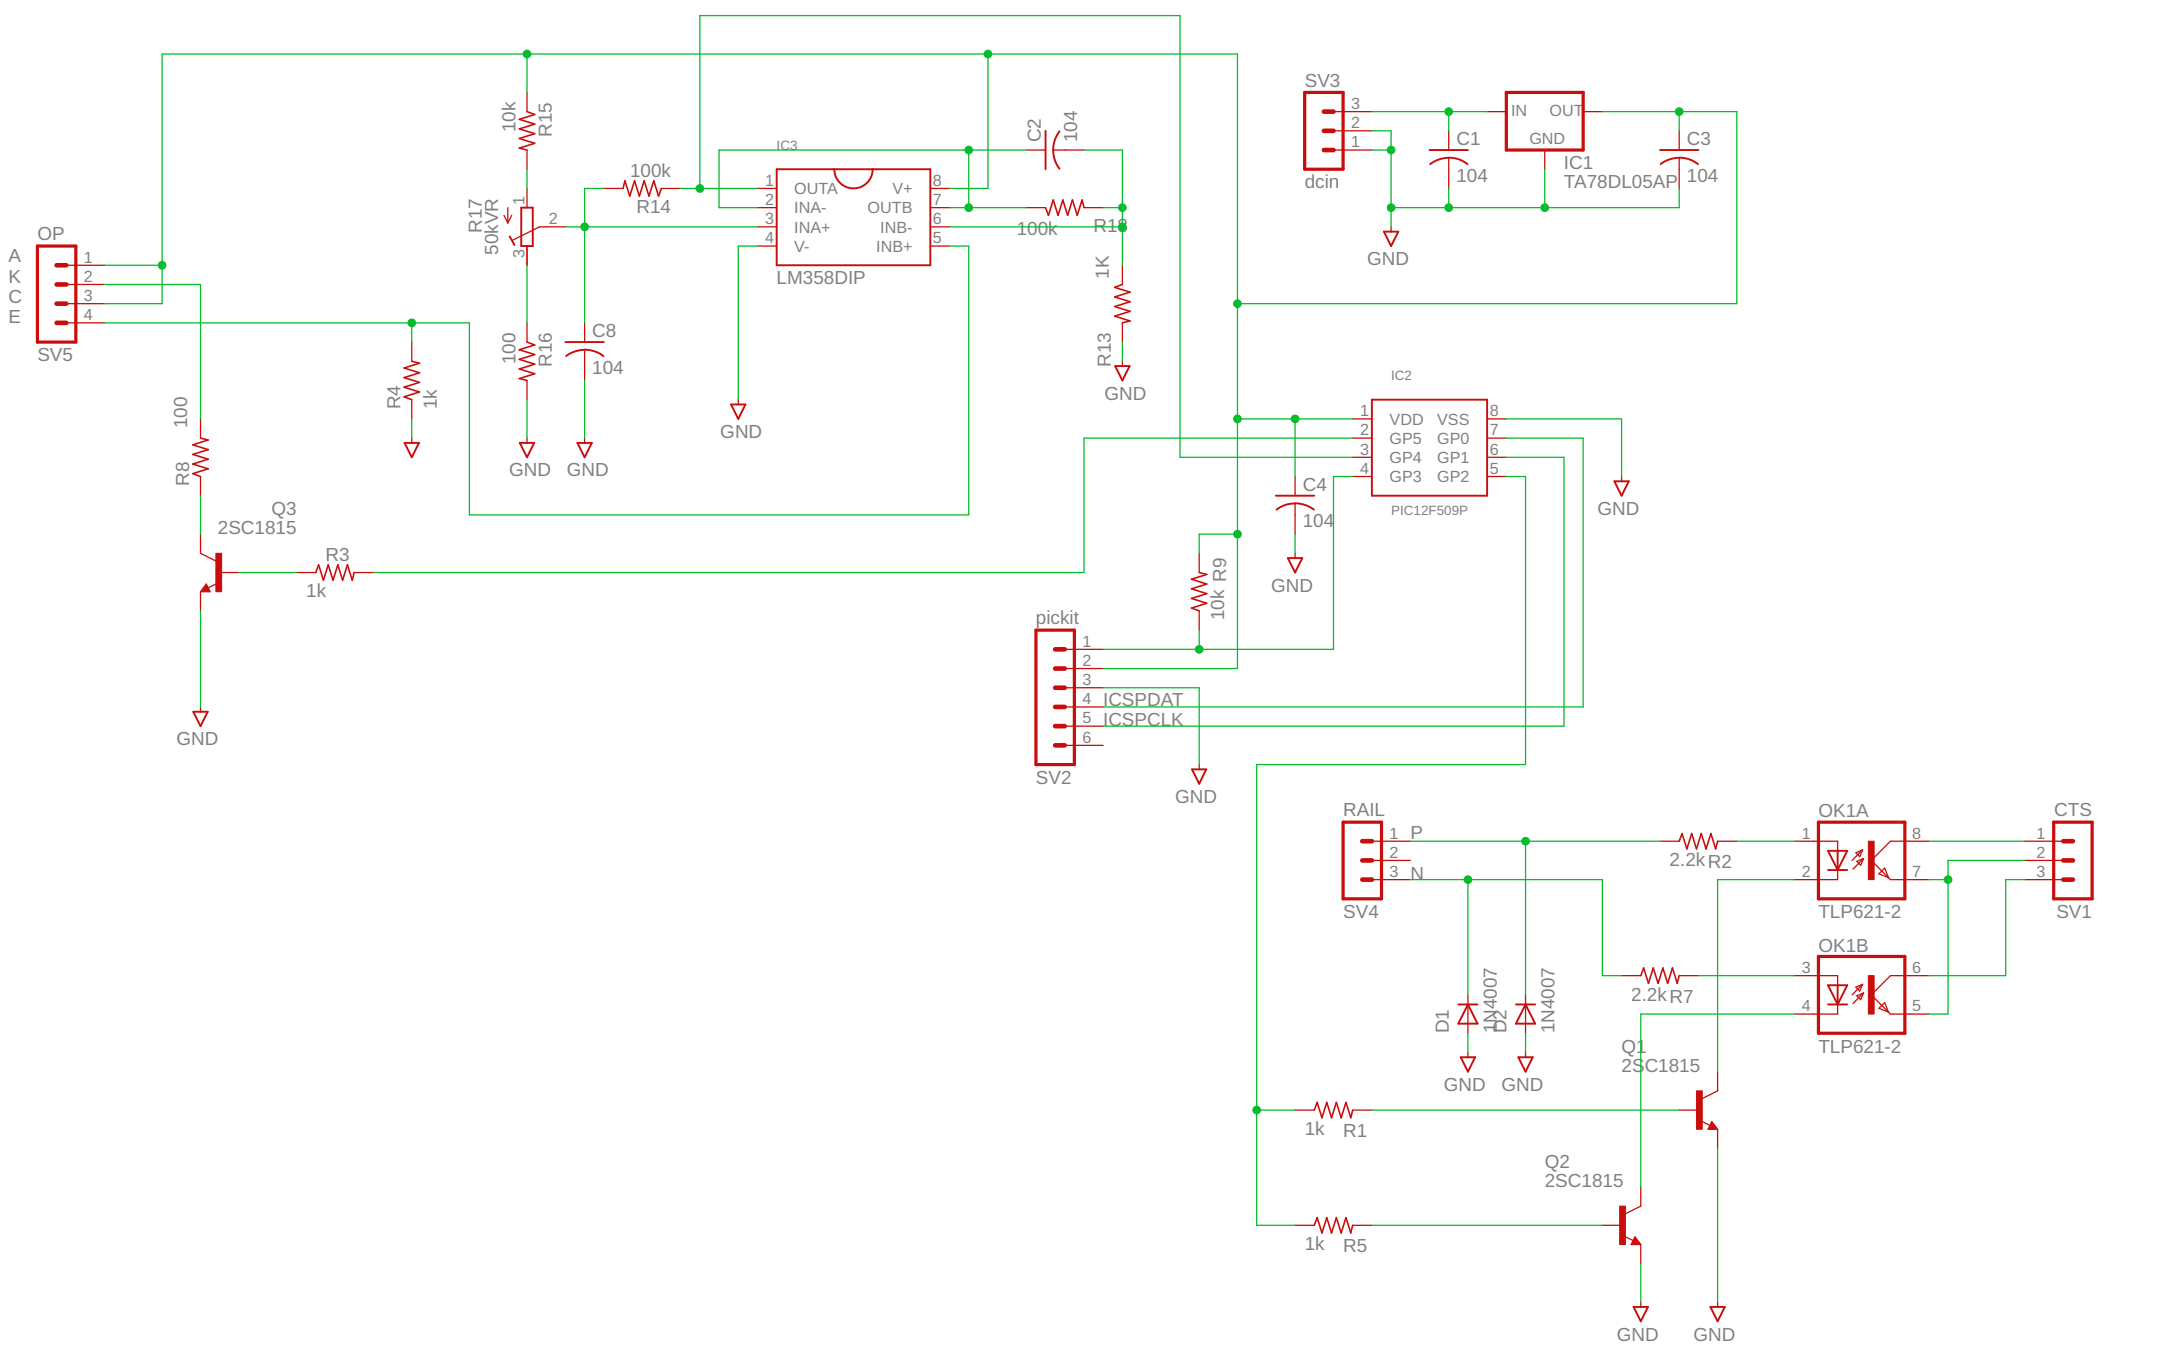 OP
A
K
C
E
1
2
3
4
SV5
100
R8
Q3
2SC1815
R3
1k
GND
R4
1k
10k
R15
R17
50kVR
1
2
3
100
R16
GND
C8
104
GND
100k
R14
IC3
1 OUTA V+ 8
2 INA- OUTB 7
3 INA+ INB- 6
4 V- INB+ 5
LM358DIP
GND
C2
104
100k
R18
1K
R13
GND
SV3
3
2
1
dcin
C1
104
IN OUT
GND
IC1
TA78DL05AP
C3
104
GND
IC2
1 VDD VSS 8
2 GP5 GP0 7
3 GP4 GP1 6
4 GP3 GP2 5
PIC12F509P
GND
C4
104
GND
R9
10k
pickit
1
2
3
4 ICSPDAT
5 ICSPCLK
6
SV2
GND
RAIL
1 P
2
3 N
SV4
D1
1N4007
GND
D2
1N4007
GND
2.2k R2
2.2k R7
OK1A
1 8
2 7
TLP621-2
OK1B
3 6
4 5
TLP621-2
CTS
1
2
3
SV1
Q1
2SC1815
1k R1
Q2
2SC1815
1k R5
GND
GND